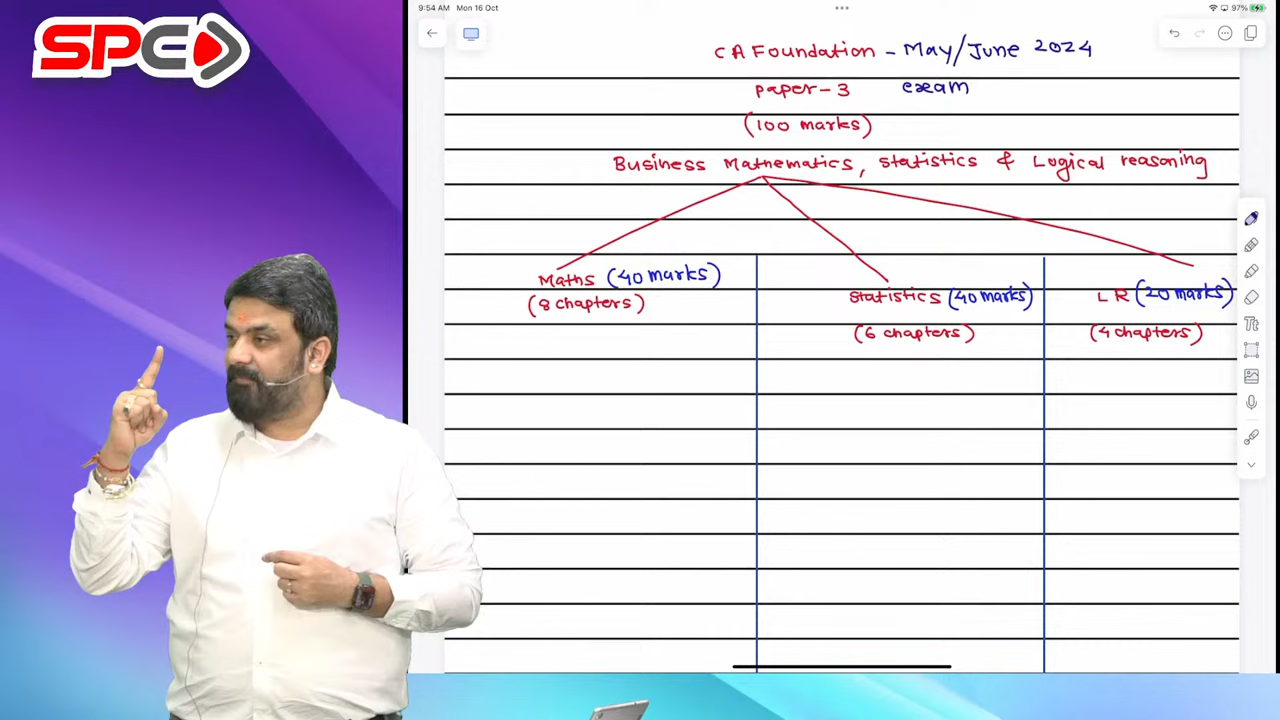 SPE
9:54 AM Mon 16 Oct
97%
CA Foundation - May/June 2024
Paper-3 exam
(100 marks)
Business Mathematics, Statistics & Logical reasoning
Maths (40 marks)
(8 chapters)
Statistics (40 marks)
(6 chapters)
LR (20 marks)
(4 chapters)
Tt